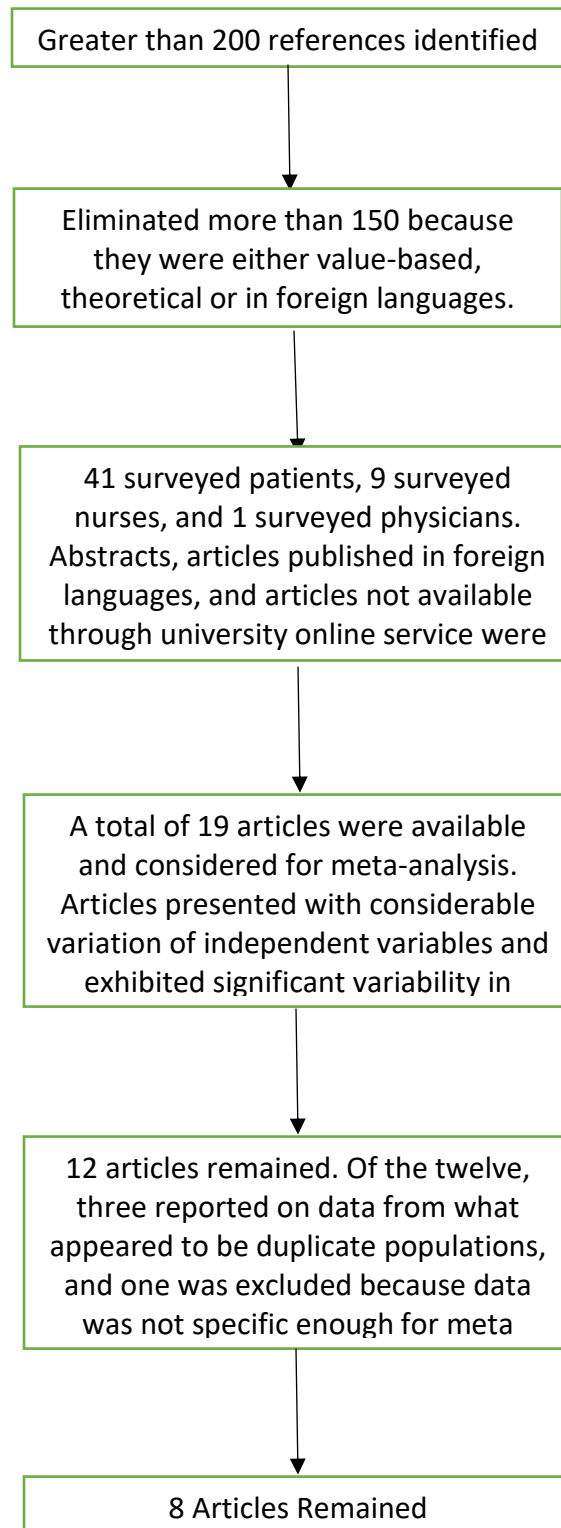 Greater than 200 references identified
Eliminated more than 150 because
they were either value-based,
theoretical or in foreign languages.
41 surveyed patients, 9 surveyed
nurses, and 1 surveyed physicians.
Abstracts, articles published in foreign
languages, and articles not available
through university online service were
A total of 19 articles were available
and considered for meta-analysis.
Articles presented with considerable
variation of independent variables and
exhibited significant variability in
12 articles remained. Of the twelve,
three reported on data from what
appeared to be duplicate populations,
and one was excluded because data
was not specific enough for meta
8 Articles Remained